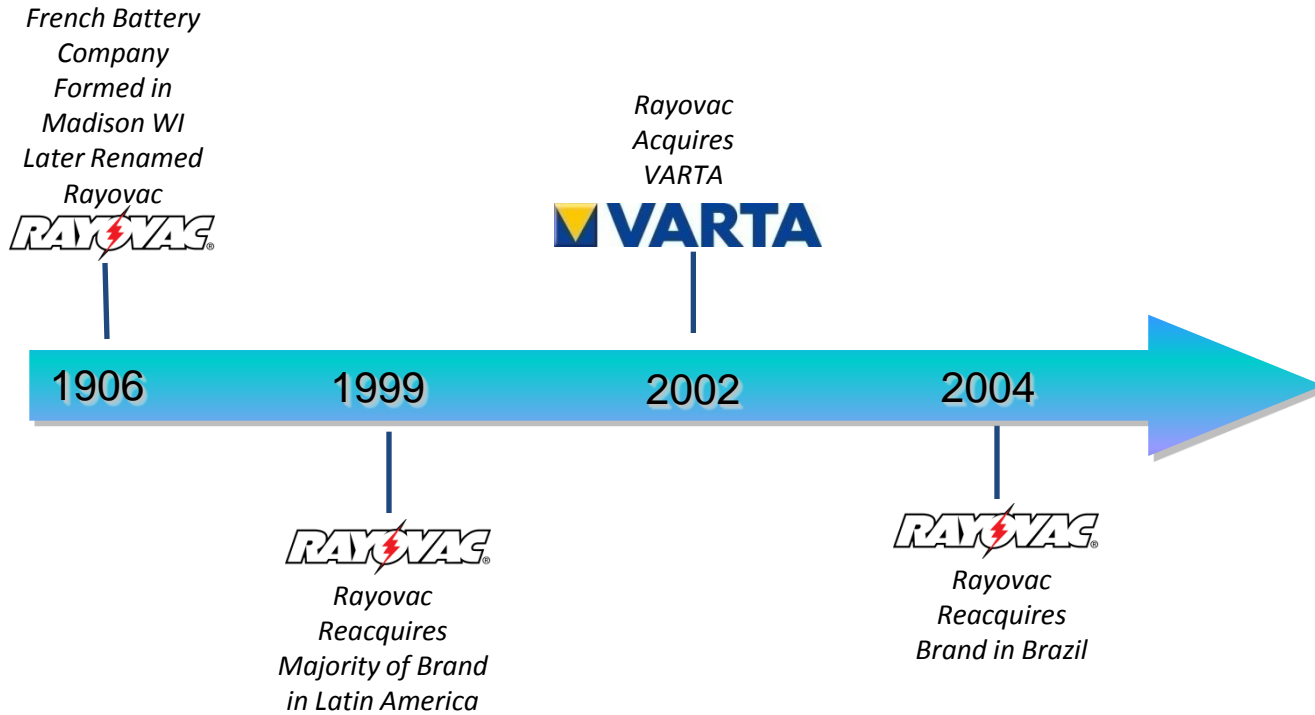 French Battery
Company
Formed in
Madison WI
Later Renamed
Rayovac
RAYOVAC®
Rayovac
Acquires
VARTA
VARTA
1906
1999
2002
2004
RAYOVAC®
Rayovac
Reacquires
Majority of Brand
in Latin America
RAYOVAC®
Rayovac
Reacquires
Brand in Brazil